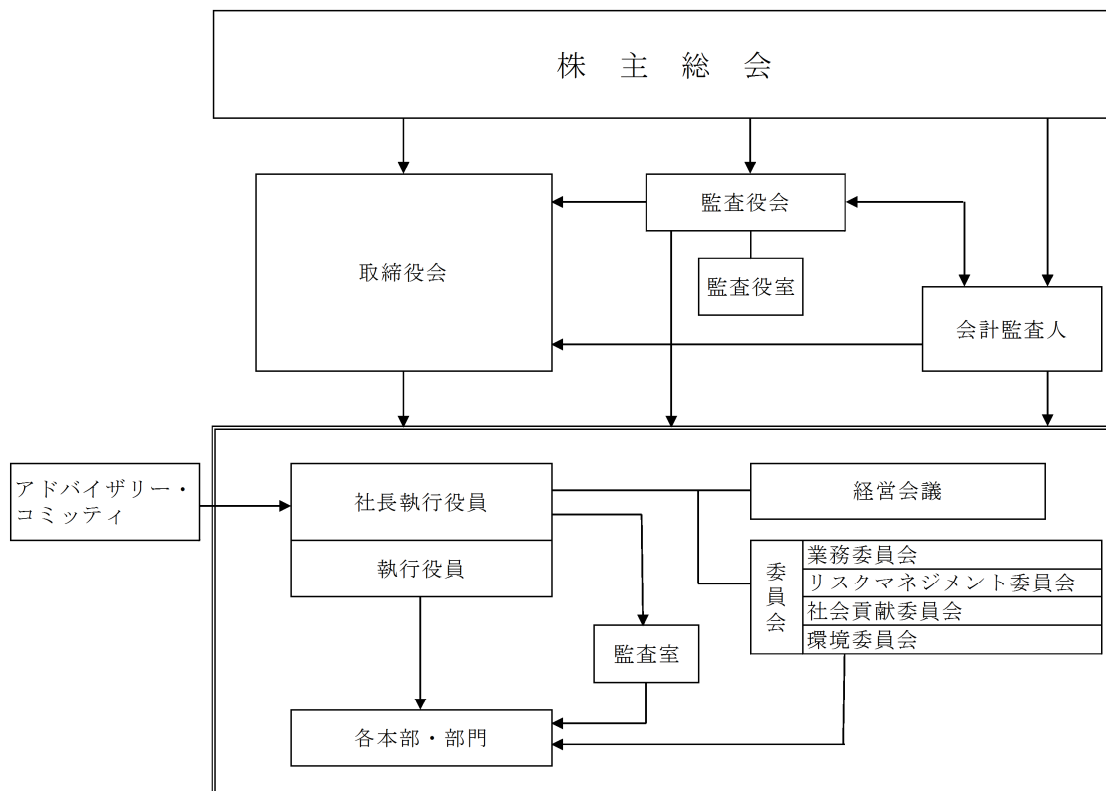 株主総会
監査役会
取締役会
監査役室
会計監査人
アドバイザリー・
コミッティ
社長執行役員
経営会議
執行役員
委員会
業務委員会
リスクマネジメント委員会
社会貢献委員会
環境委員会
監査室
各本部・部門